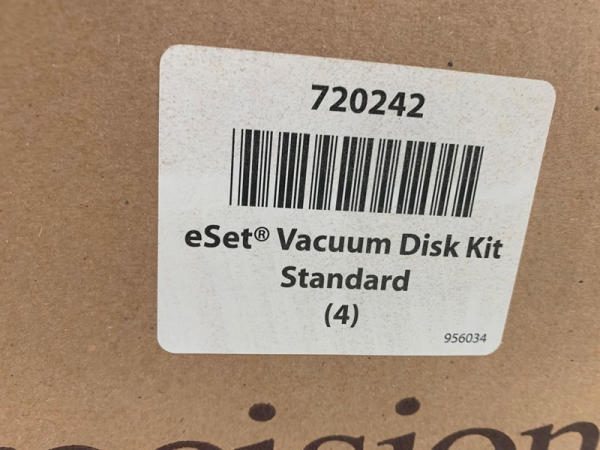 720242
eSet® Vacuum Disk Kit
Standard
(4)
956034